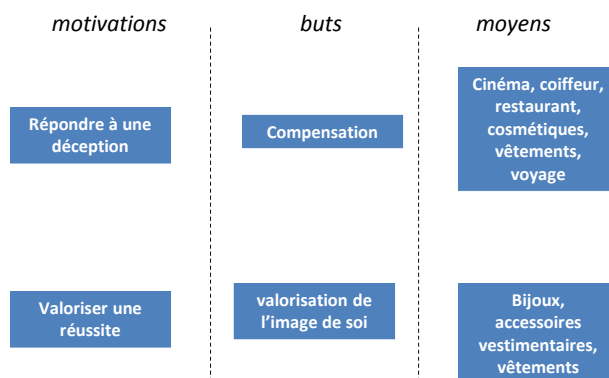 motivations
buts
moyens
Répondre à une
déception
Compensation
Cinéma, coiffeur,
restaurant,
cosmétiques,
vêtements,
voyage
Valoriser une
réussite
valorisation de
l'image de soi
Bijoux,
accessoires
vestimentaires,
vêtements